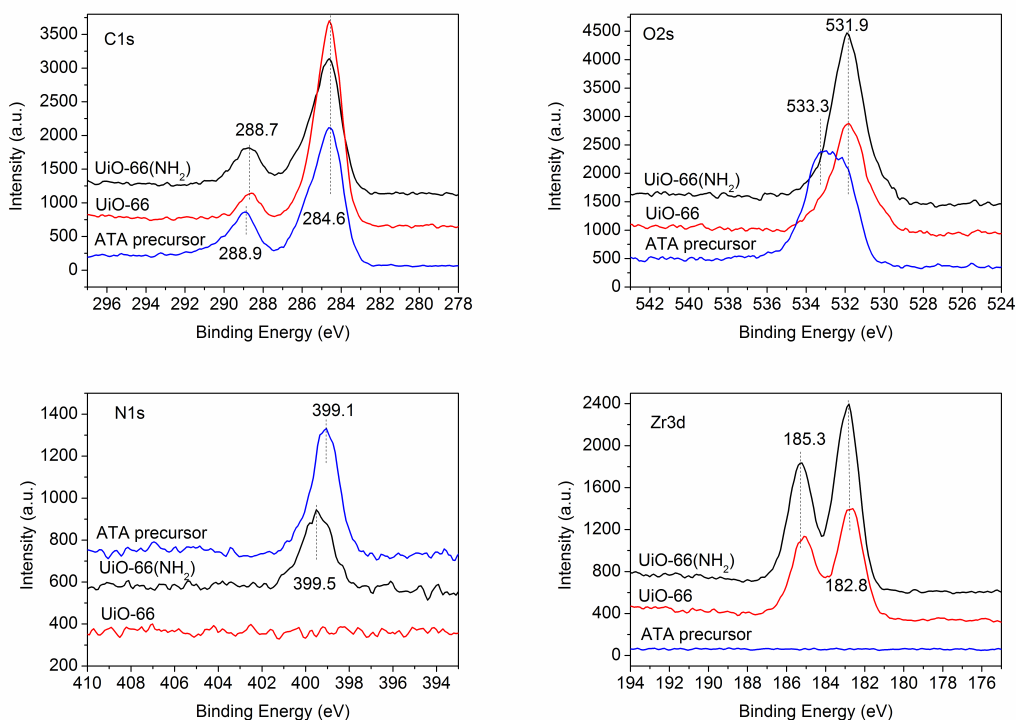 C1s
3500
3000
2500
2000
1500
1000
500
0
Intensity (a.u.)
288.7
UiO-66(NH2)
UiO-66
284.6
ATA precursor
288.9
296 294 292 290 288 286 284 282 280 278
Binding Energy (eV)
O2s
4500
4000
3500
3000
2500
2000
1500
1000
500
0
Intensity (a.u.)
531.9
533.3
UiO-66(NH2)
UiO-66
ATA precursor
542 540 538 536 534 532 530 528 526 524
Binding Energy (eV)
N1s
1400
1200
1000
800
600
400
200
Intensity (a.u.)
399.1
ATA precursor
UiO-66(NH2)
399.5
UiO-66
410 408 406 404 402 400 398 396 394
Binding Energy (eV)
Zr3d
2400
2000
1600
1200
800
400
0
Intensity (a.u.)
185.3
UiO-66(NH2)
182.8
UiO-66
ATA precursor
194 192 190 188 186 184 182 180 178 176
Binding Energy (eV)